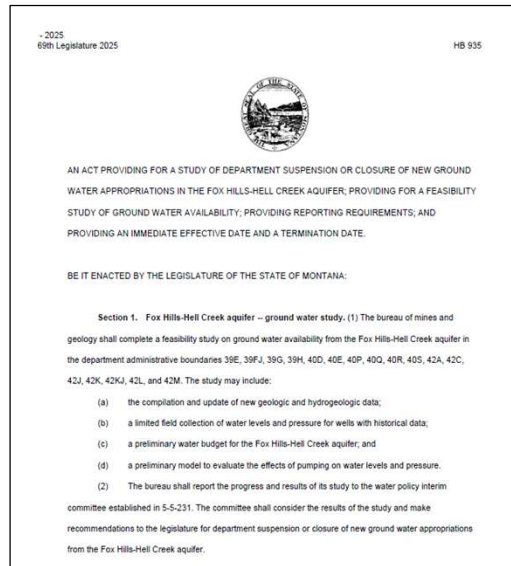 - 2025
69th Legislature 2025 HB 935
AN ACT PROVIDING FOR A STUDY OF DEPARTMENT SUSPENSION OR CLOSURE OF NEW GROUND
WATER APPROPRIATIONS IN THE FOX HILLS-HELL CREEK AQUIFER; PROVIDING FOR A FEASIBILITY
STUDY OF GROUND WATER AVAILABILITY; PROVIDING REPORTING REQUIREMENTS; AND
PROVIDING AN IMMEDIATE EFFECTIVE DATE AND A TERMINATION DATE.
BE IT ENACTED BY THE LEGISLATURE OF THE STATE OF MONTANA:
Section 1. Fox Hills-Hell Creek aquifer -- ground water study. (1) The bureau of mines and
geology shall complete a feasibility study on ground water availability from the Fox Hills-Hell Creek aquifer in
the department administrative boundaries 39E, 39FJ, 39G, 39H, 40D, 40E, 40P, 40Q, 40R, 40S, 42A, 42C,
42J, 42K, 42KJ, 42L, and 42M. The study may include:
(a) the compilation and update of new geologic and hydrogeologic data;
(b) a limited field collection of water levels and pressure for wells with historical data;
(c) a preliminary water budget for the Fox Hills-Hell Creek aquifer; and
(d) a preliminary model to evaluate the effects of pumping on water levels and pressure.
(2) The bureau shall report the progress and results of its study to the water policy interim
committee established in 5-5-231. The committee shall consider the results of the study and make
recommendations to the legislature for department suspension or closure of new ground water appropriations
from the Fox Hills-Hell Creek aquifer.